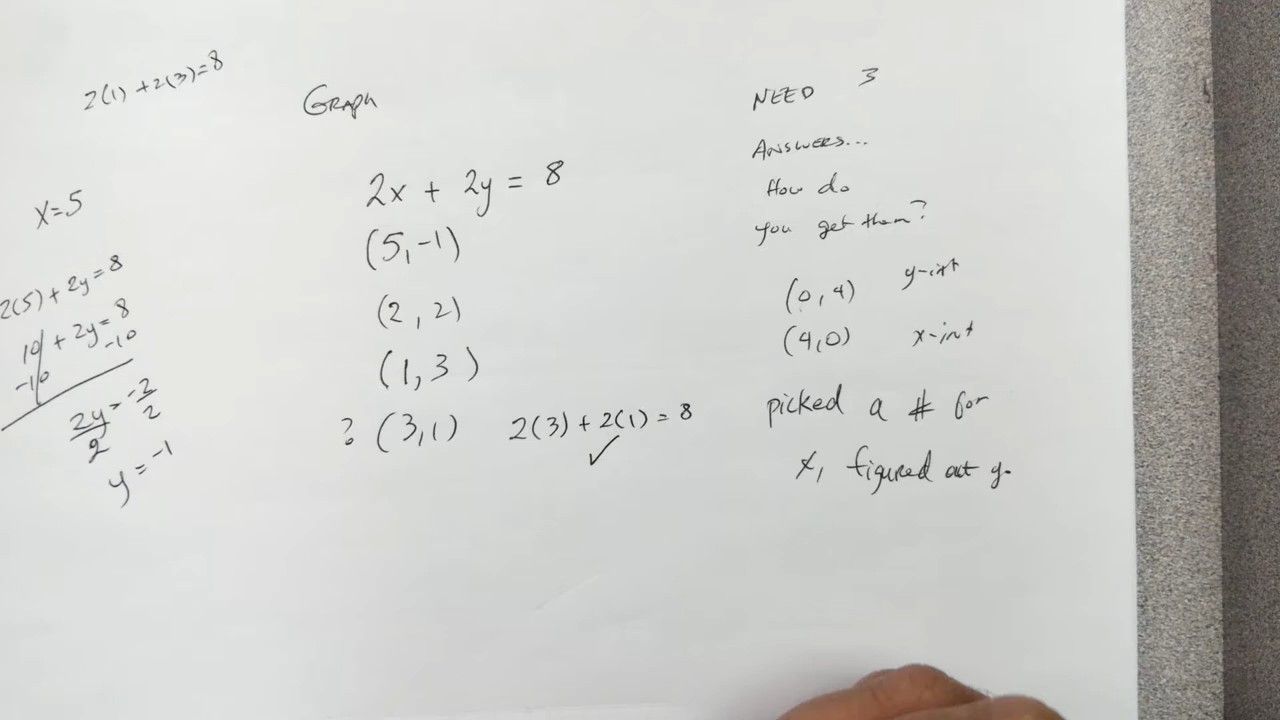 2(1) + 2(3) = 8
x = 5
2(5) + 2y = 8
10 + 2y = 8
-10 -10
2y = -2
2 2
y = -1
GRAPH
2x + 2y = 8
(5, -1)
(2, 2)
(1, 3)
? (3, 1) 2(3) + 2(1) = 8
✓
NEED 3
ANSWERS...
How do
you get them?
(0, 4) y-int
(4, 0) x-int
picked a # for
x, figured out y.